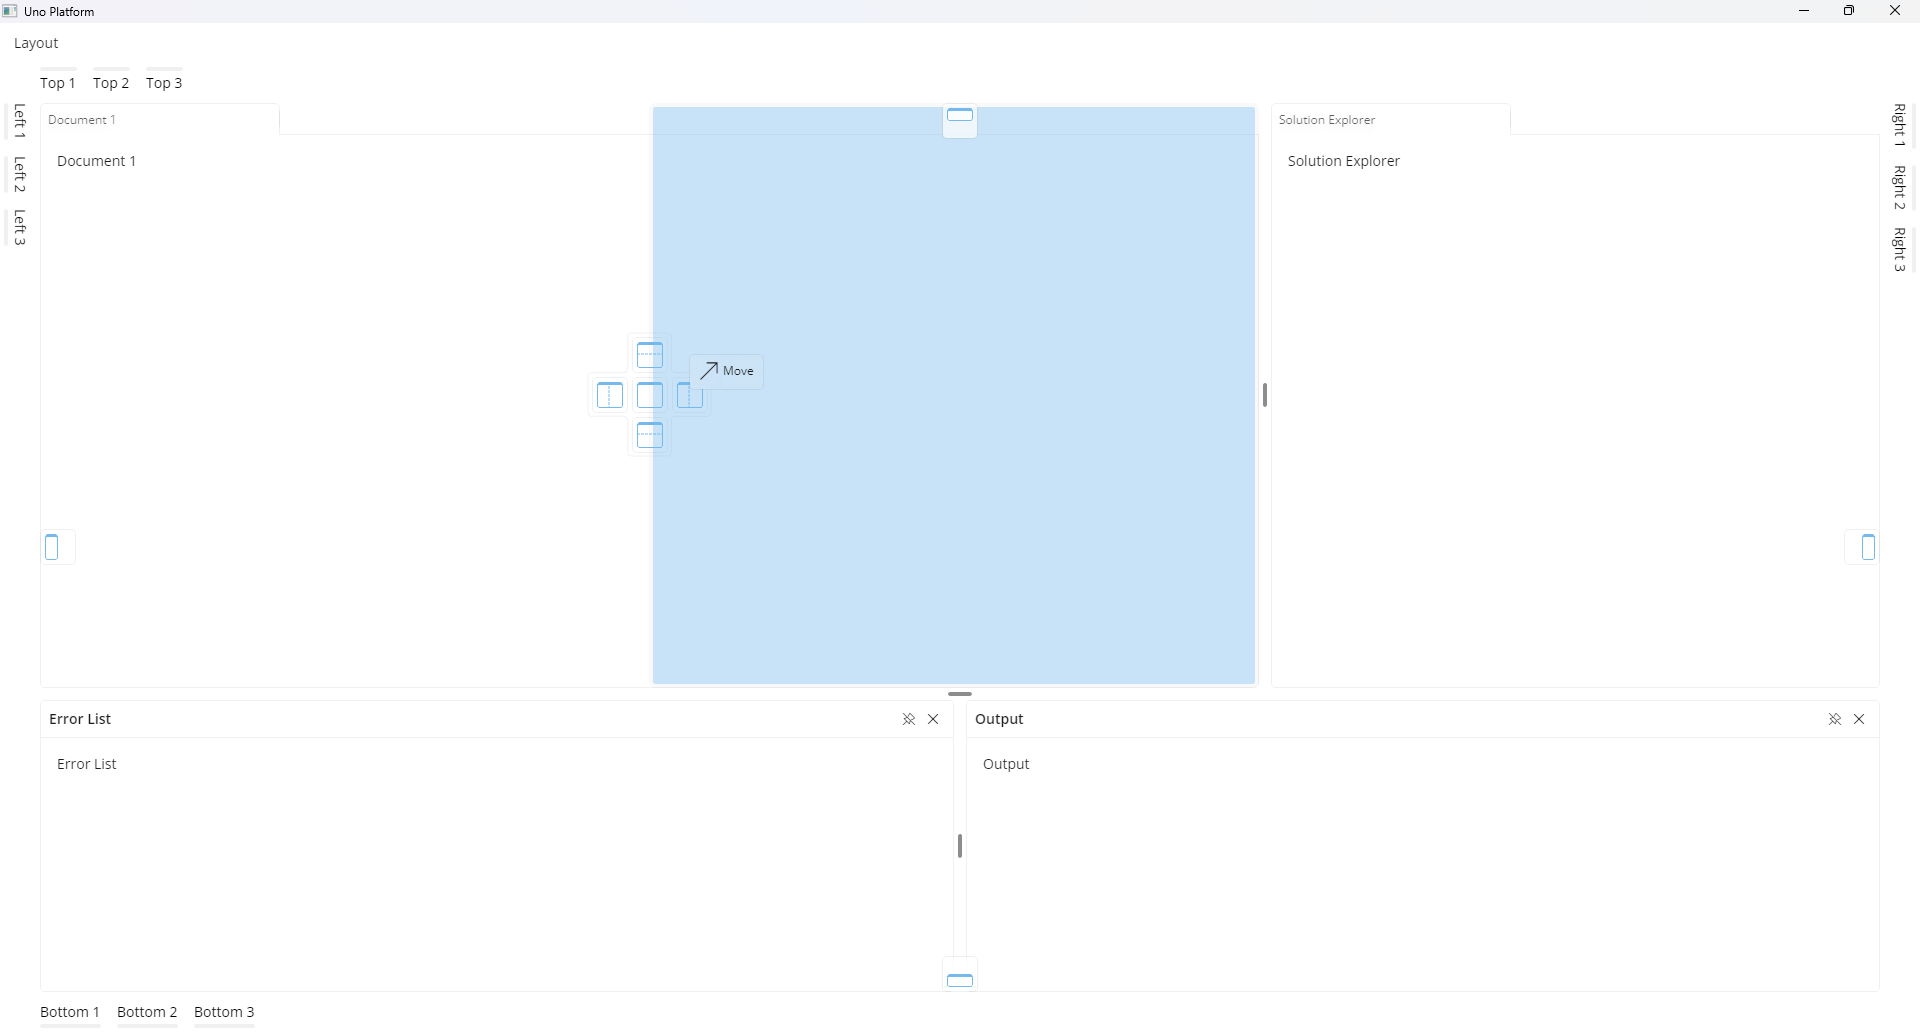 Uno Platform
Layout
Top 1 Top 2 Top 3
Left 1
Left 2
Left 3
Document 1
Document 1
Move
Solution Explorer
Solution Explorer
Right 1
Right 2
Right 3
Error List
Error List
Output
Output
Bottom 1 Bottom 2 Bottom 3